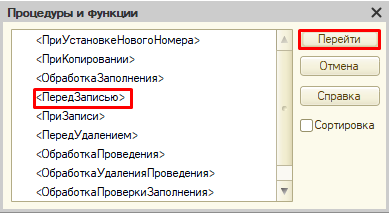 Процедуры и функции
<ПриУстановкеНовогоНомера>
<ПриКопировании>
<ОбработкаЗаполнения>
<ПередЗаписью>
<ПриЗаписи>
<ПередУдалением>
<ОбработкаПроведения>
<ОбработкаУдаленияПроведения>
<ОбработкаПроверкиЗаполнения>
Перейти
Отмена
Справка
Сортировка